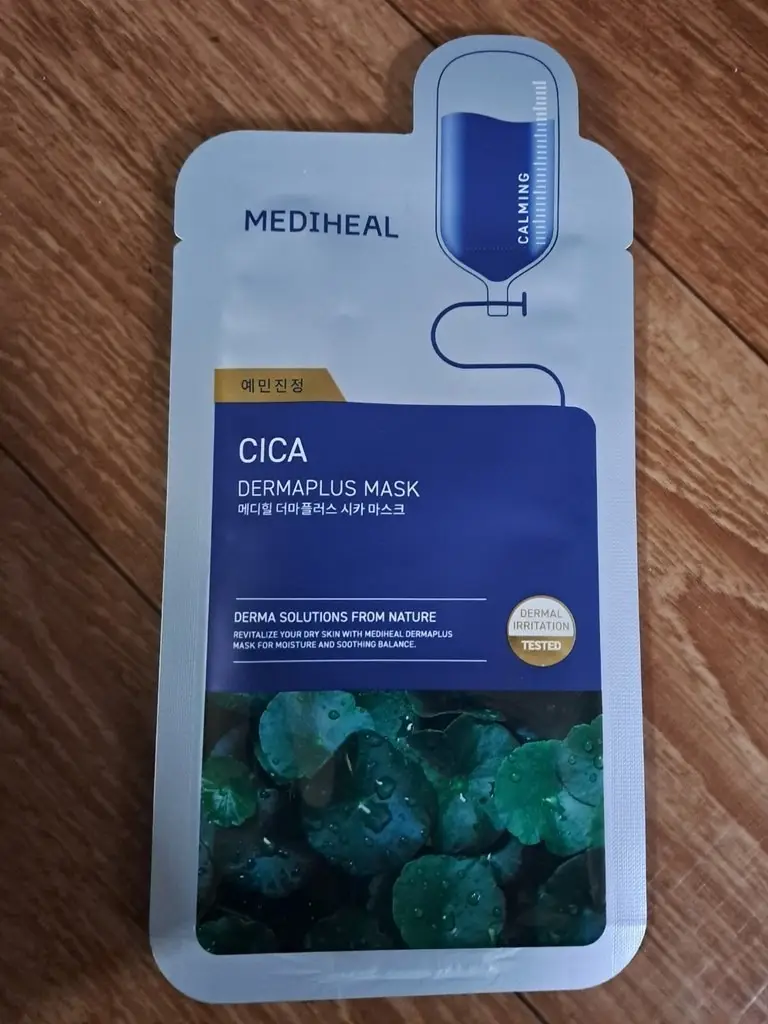 MEDIHEAL
CALMING
예민진정
CICA
DERMAPLUS MASK
메디힐 더마플러스 시카 마스크
DERMA SOLUTIONS FROM NATURE
REVITALIZE YOUR DRY SKIN WITH MEDIHEAL DERMAPLUS
MASK FOR MOISTURE AND SOOTHING BALANCE.
DERMAL
IRRITATION
TESTED